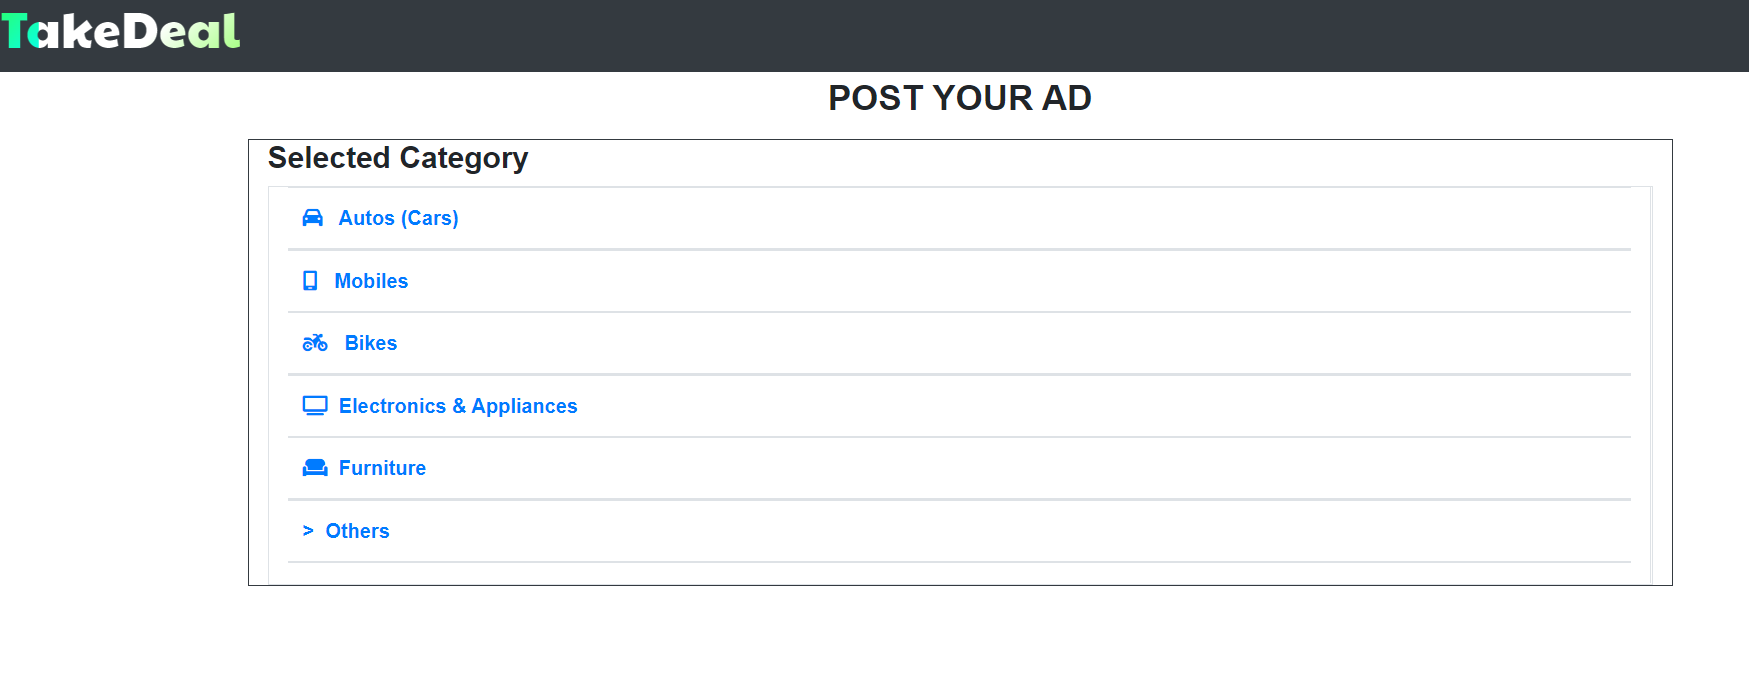 TakeDeal
POST YOUR AD
Selected Category
Autos (Cars)
Mobiles
Bikes
Electronics & Appliances
Furniture
> Others